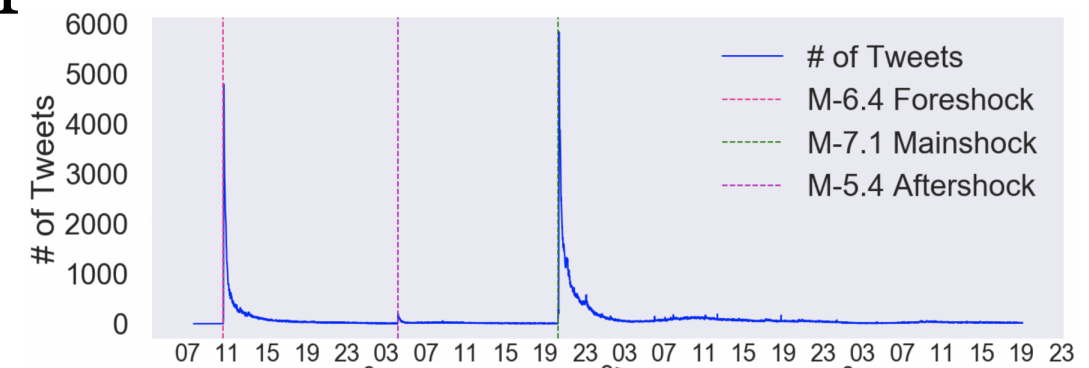 6000
5000
4000
3000
2000
1000
0
# of Tweets
# of Tweets
M-6.4 Foreshock
M-7.1 Mainshock
M-5.4 Aftershock
07 11 15 19 23 03 07 11 15 19 23 03 07 11 15 19 23 03 07 11 15 19 23